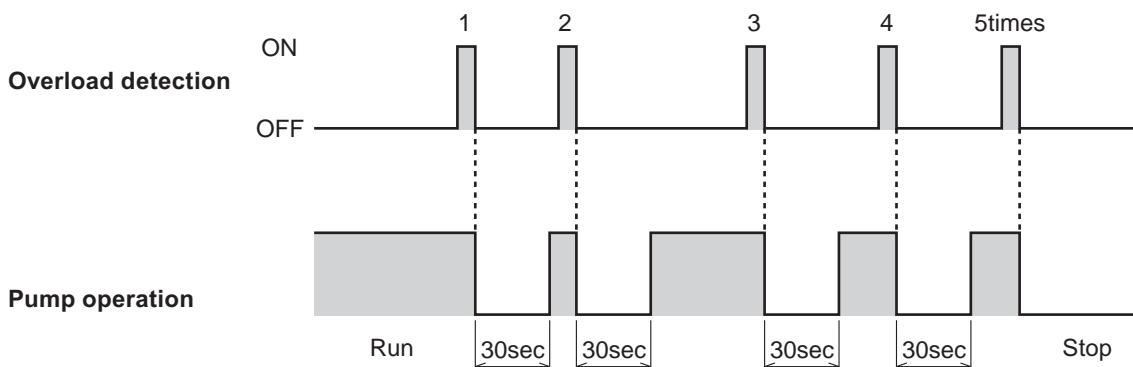 1 2 3 4 5times
ON
Overload detection
OFF
Pump operation
Run 30sec 30sec 30sec 30sec Stop